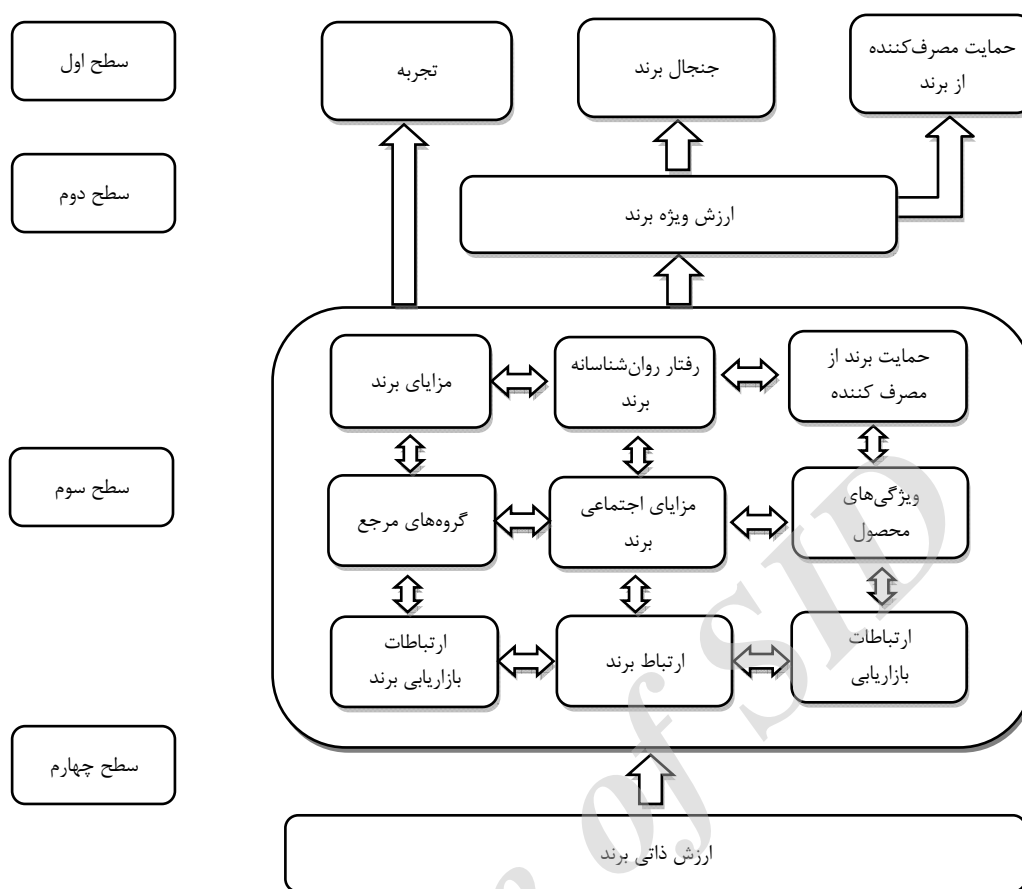 سطح اول
تجربه
جنجال برند
حمایت مصرف‌کننده
از برند
سطح دوم
ارزش ویژه برند
مزایای برند
رفتار روان‌شناسانه
برند
حمایت برند از
مصرف کننده
سطح سوم
گروه‌های مرجع
مزایای اجتماعی
برند
ویژگی‌های
محصول
ارتباطات
بازاریابی برند
ارتباط برند
ارتباطات
بازاریابی
سطح چهارم
ارزش ذاتی برند
of SID